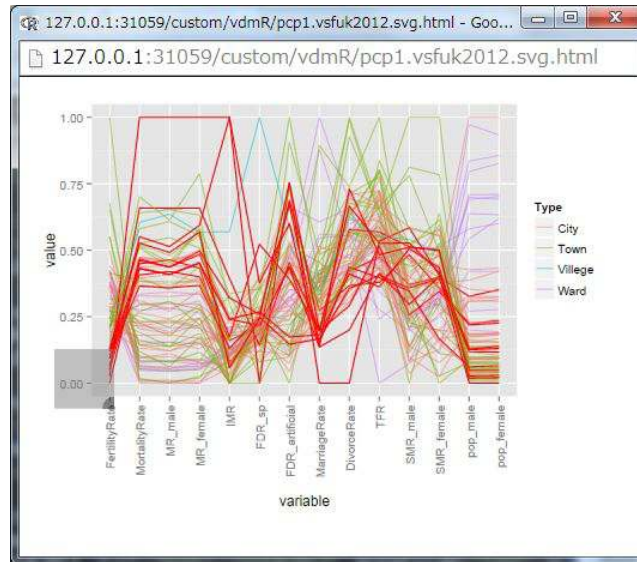 127.0.0.1:31059/custom/vdmR/pcp1.vsfuk2012.svg.html - Goo...
127.0.0.1:31059/custom/vdmR/pcp1.vsfuk2012.svg.html
1.00
0.75
0.50
0.25
0.00
value
FertilityRate
MortalityRate
MR_male
MR_female
IMR
FDR_sp
FDR_artificial
MarriageRate
DivorceRate
TFR
SMR_male
SMR_female
pop_male
pop_female
variable
Type
City
Town
Villege
Ward